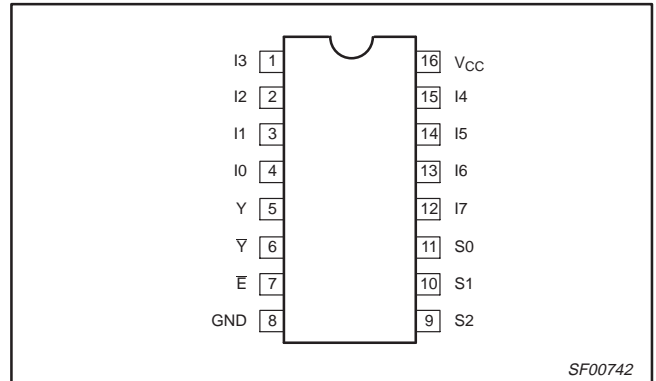 I3 1 16 VCC
I2 2 15 I4
I1 3 14 I5
I0 4 13 I6
Y 5 12 I7
Y̅ 6 11 S0
E̅ 7 10 S1
GND 8 9 S2
SF00742